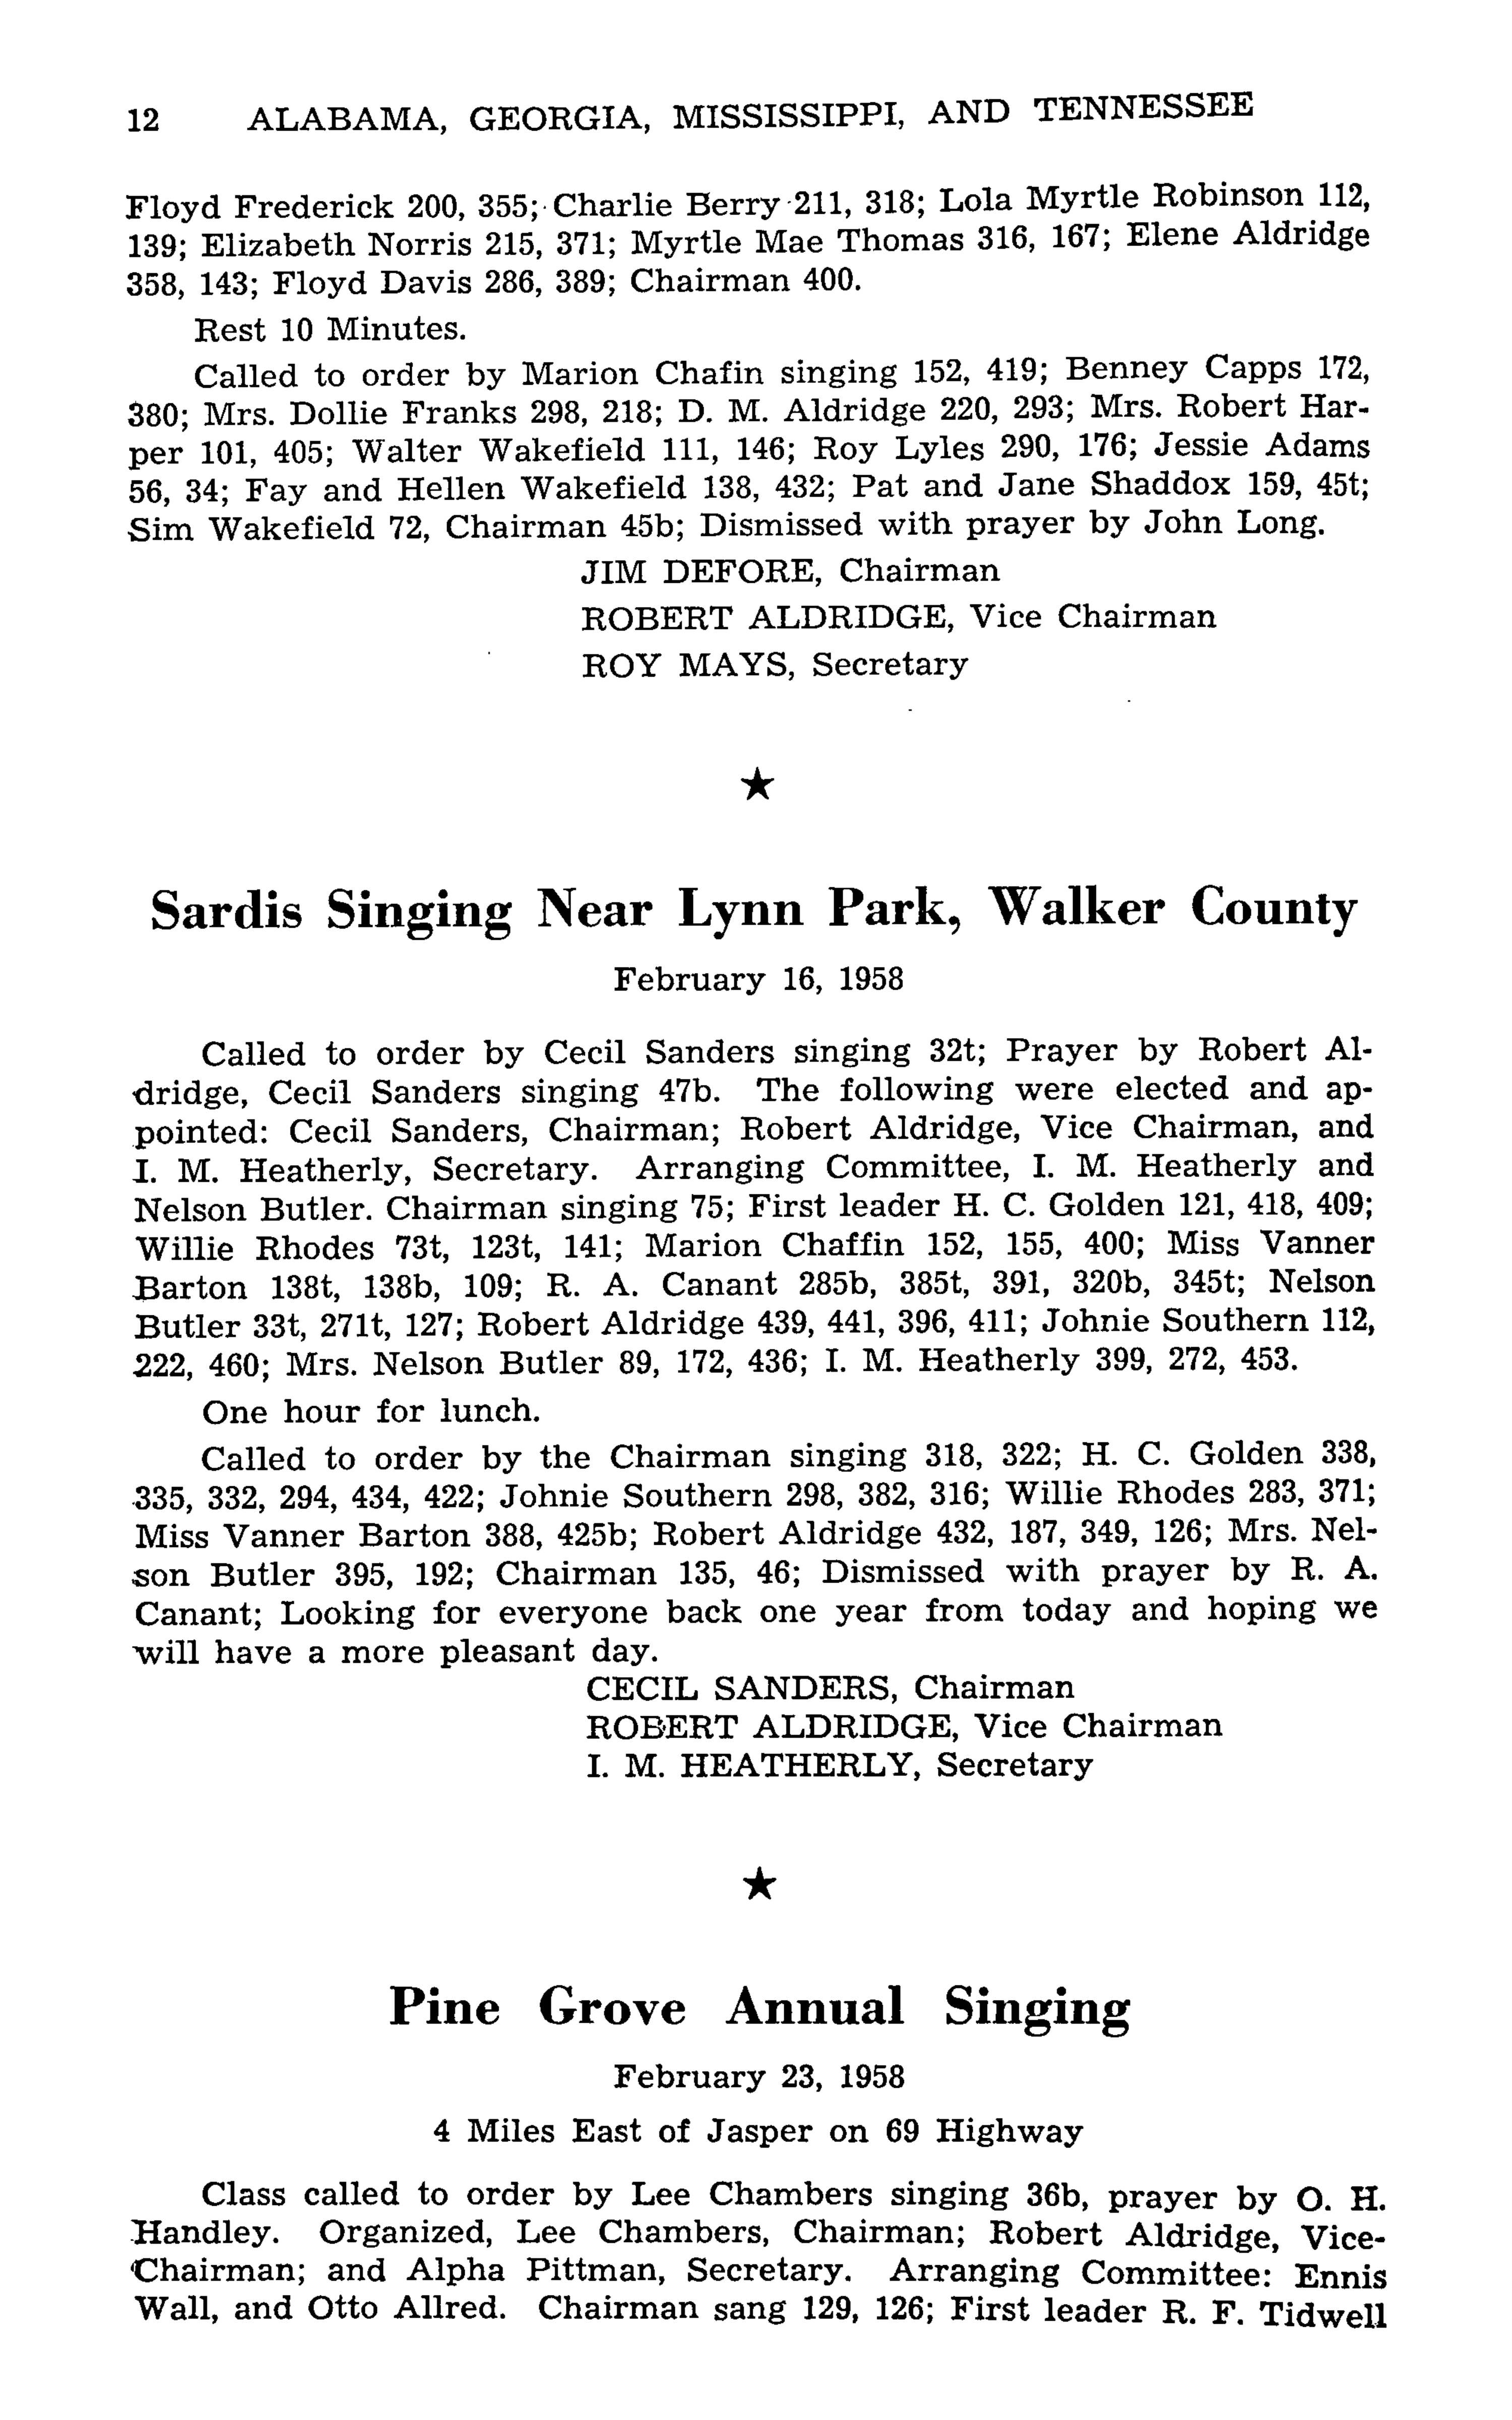 12 ALABAMA, GEORGIA, MISSISSIPPI, AND TENNESSEE
Floyd Frederick 200, 355; Charlie Berry 211, 318; Lola Myrtle Robinson 112,
139; Elizabeth Norris 215, 371; Myrtle Mae Thomas 316, 167; Elene Aldridge
358, 143; Floyd Davis 286, 389; Chairman 400.
Rest 10 Minutes.
Called to order by Marion Chafin singing 152, 419; Benney Capps 172,
380; Mrs. Dollie Franks 298, 218; D. M. Aldridge 220, 293; Mrs. Robert Har-
per 101, 405; Walter Wakefield 111, 146; Roy Lyles 290, 176; Jessie Adams
56, 34; Fay and Hellen Wakefield 138, 432; Pat and Jane Shaddox 159, 45t;
Sim Wakefield 72, Chairman 45b; Dismissed with prayer by John Long.
JIM DEFORE, Chairman
ROBERT ALDRIDGE, Vice Chairman
ROY MAYS, Secretary
★
Sardis Singing Near Lynn Park, Walker County
February 16, 1958
Called to order by Cecil Sanders singing 32t; Prayer by Robert Al-
dridge, Cecil Sanders singing 47b. The following were elected and ap-
pointed: Cecil Sanders, Chairman; Robert Aldridge, Vice Chairman, and
I. M. Heatherly, Secretary. Arranging Committee, I. M. Heatherly and
Nelson Butler. Chairman singing 75; First leader H. C. Golden 121, 418, 409;
Willie Rhodes 73t, 123t, 141; Marion Chaffin 152, 155, 400; Miss Vanner
Barton 138t, 138b, 109; R. A. Canant 285b, 385t, 391, 320b, 345t; Nelson
Butler 33t, 271t, 127; Robert Aldridge 439, 441, 396, 411; Johnie Southern 112,
222, 460; Mrs. Nelson Butler 89, 172, 436; I. M. Heatherly 399, 272, 453.
One hour for lunch.
Called to order by the Chairman singing 318, 322; H. C. Golden 338,
335, 332, 294, 434, 422; Johnie Southern 298, 382, 316; Willie Rhodes 283, 371;
Miss Vanner Barton 388, 425b; Robert Aldridge 432, 187, 349, 126; Mrs. Nel-
son Butler 395, 192; Chairman 135, 46; Dismissed with prayer by R. A.
Canant; Looking for everyone back one year from today and hoping we
will have a more pleasant day.
CECIL SANDERS, Chairman
ROBERT ALDRIDGE, Vice Chairman
I. M. HEATHERLY, Secretary
★
Pine Grove Annual Singing
February 23, 1958
4 Miles East of Jasper on 69 Highway
Class called to order by Lee Chambers singing 36b, prayer by O. H.
Handley. Organized, Lee Chambers, Chairman; Robert Aldridge, Vice-
Chairman; and Alpha Pittman, Secretary. Arranging Committee: Ennis
Wall, and Otto Allred. Chairman sang 129, 126; First leader R. F. Tidwell